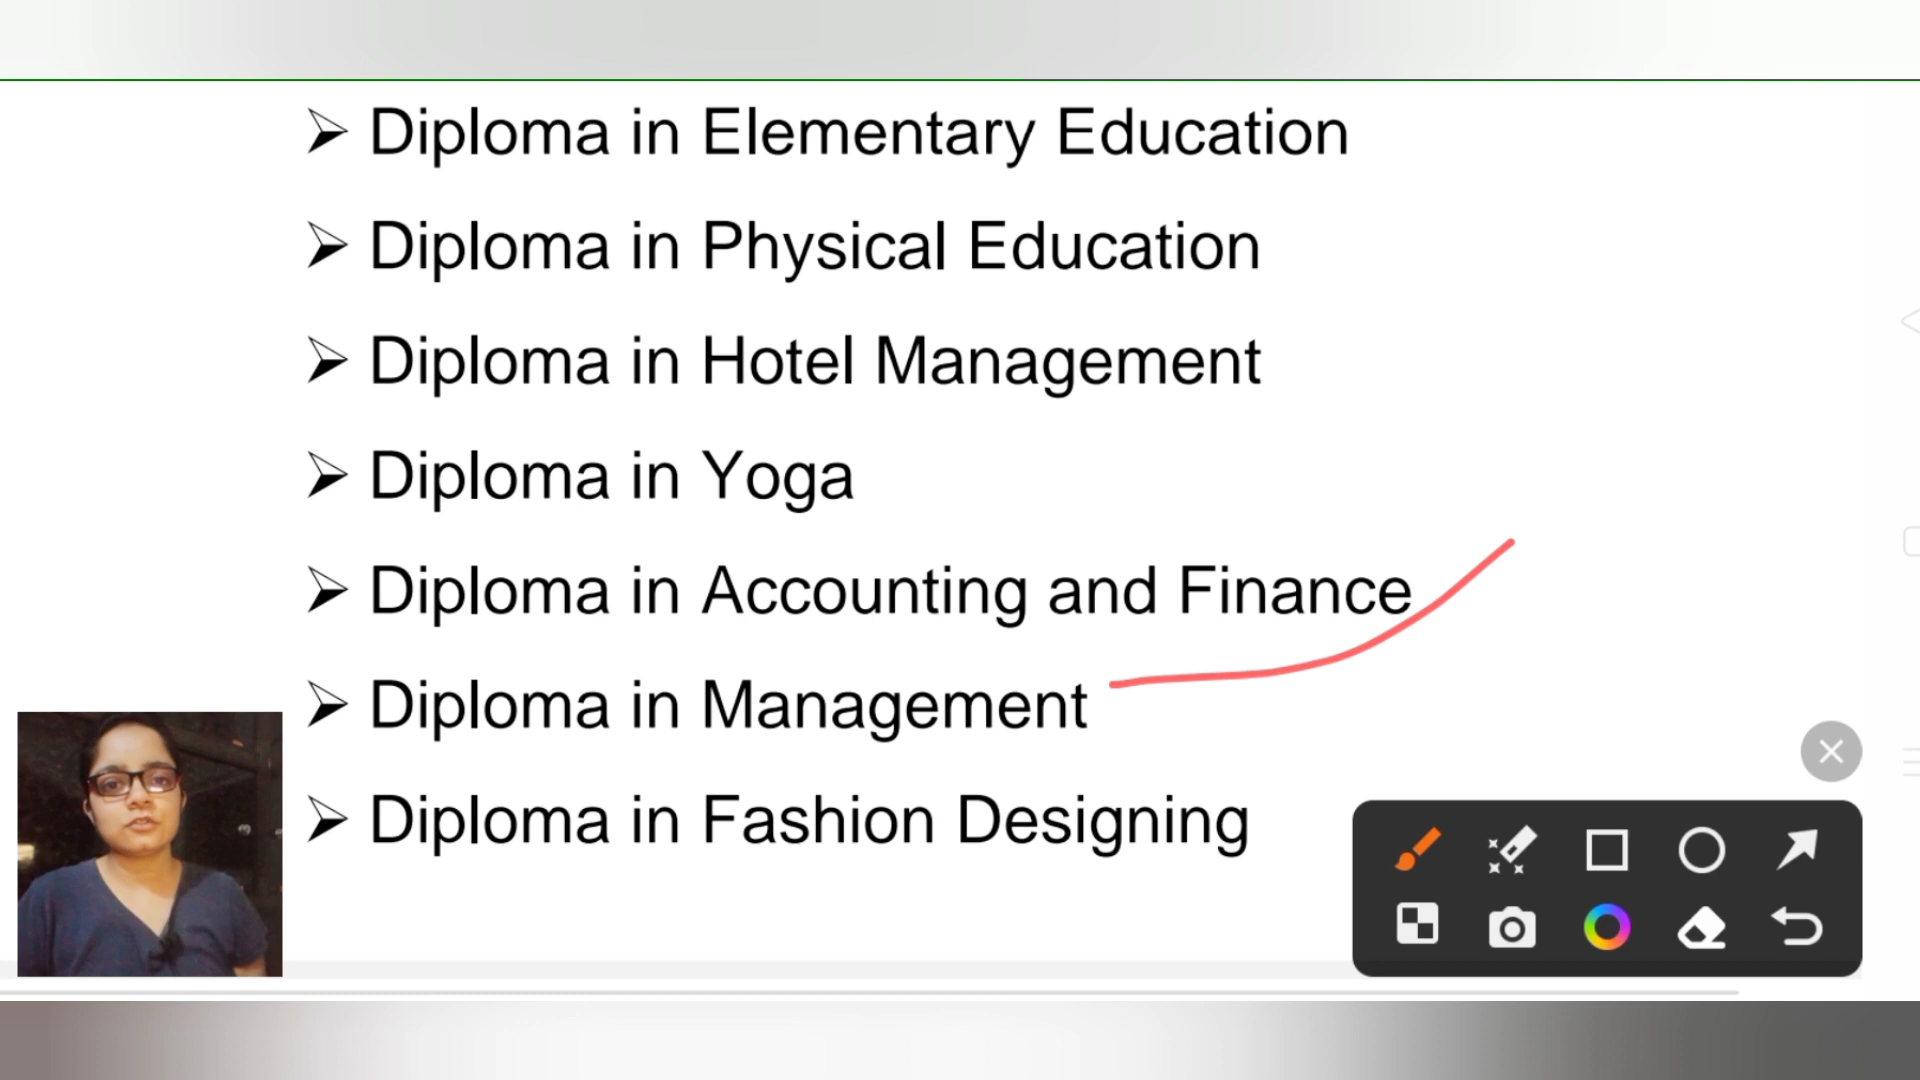 Diploma in Elementary Education
Diploma in Physical Education
Diploma in Hotel Management
Diploma in Yoga
Diploma in Accounting and Finance
Diploma in Management
Diploma in Fashion Designing